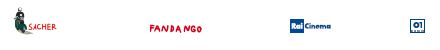 SACHER
FANDANGO
Rai Cinema
01